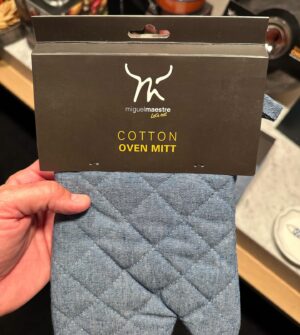 miguelmaestre
Let's eat
COTTON
OVEN MITT